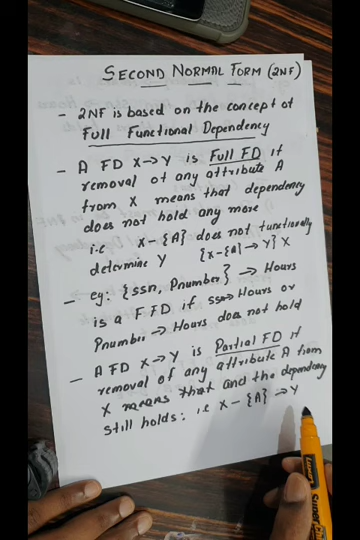 SECOND NORMAL FORM (2NF)
- 2NF is based on the concept of
Full Functional Dependency
- A FD X→Y is Full FD if
removal of any attribute A
from X means that dependency
does not hold any more
i.e X-{A} does not functionally
determine Y {X-{A}→Y} X
- eg: {ssn, Pnumber} → Hours
is a FFD if ssn→ Hours or
Pnumber → Hours does not hold
- A FD X→Y is Partial FD if
removal of any attribute A from
X means that and the dependency
still holds: i.e X-{A} → Y